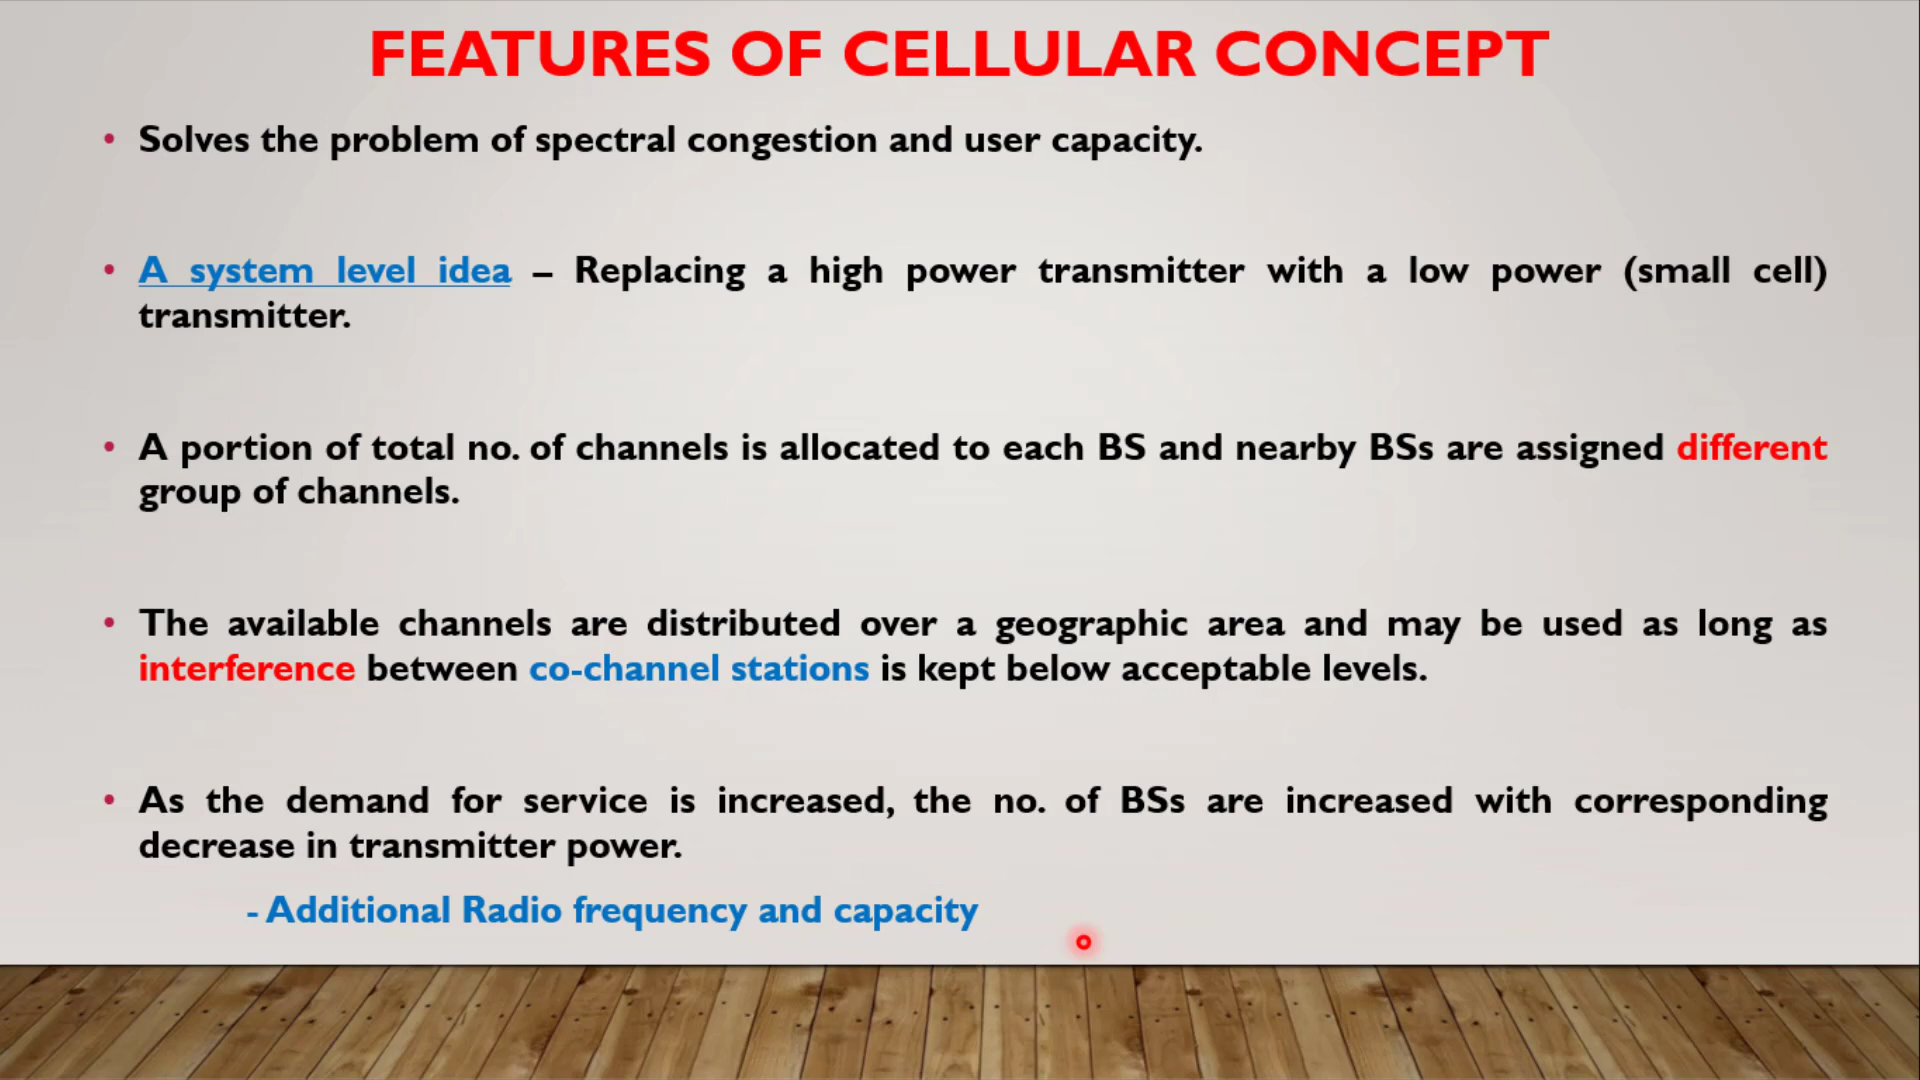 FEATURES OF CELLULAR CONCEPT
• Solves the problem of spectral congestion and user capacity.
• A system level idea – Replacing a high power transmitter with a low power (small cell)
transmitter.
• A portion of total no. of channels is allocated to each BS and nearby BSs are assigned different
group of channels.
• The available channels are distributed over a geographic area and may be used as long as
interference between co-channel stations is kept below acceptable levels.
• As the demand for service is increased, the no. of BSs are increased with corresponding
decrease in transmitter power.
- Additional Radio frequency and capacity